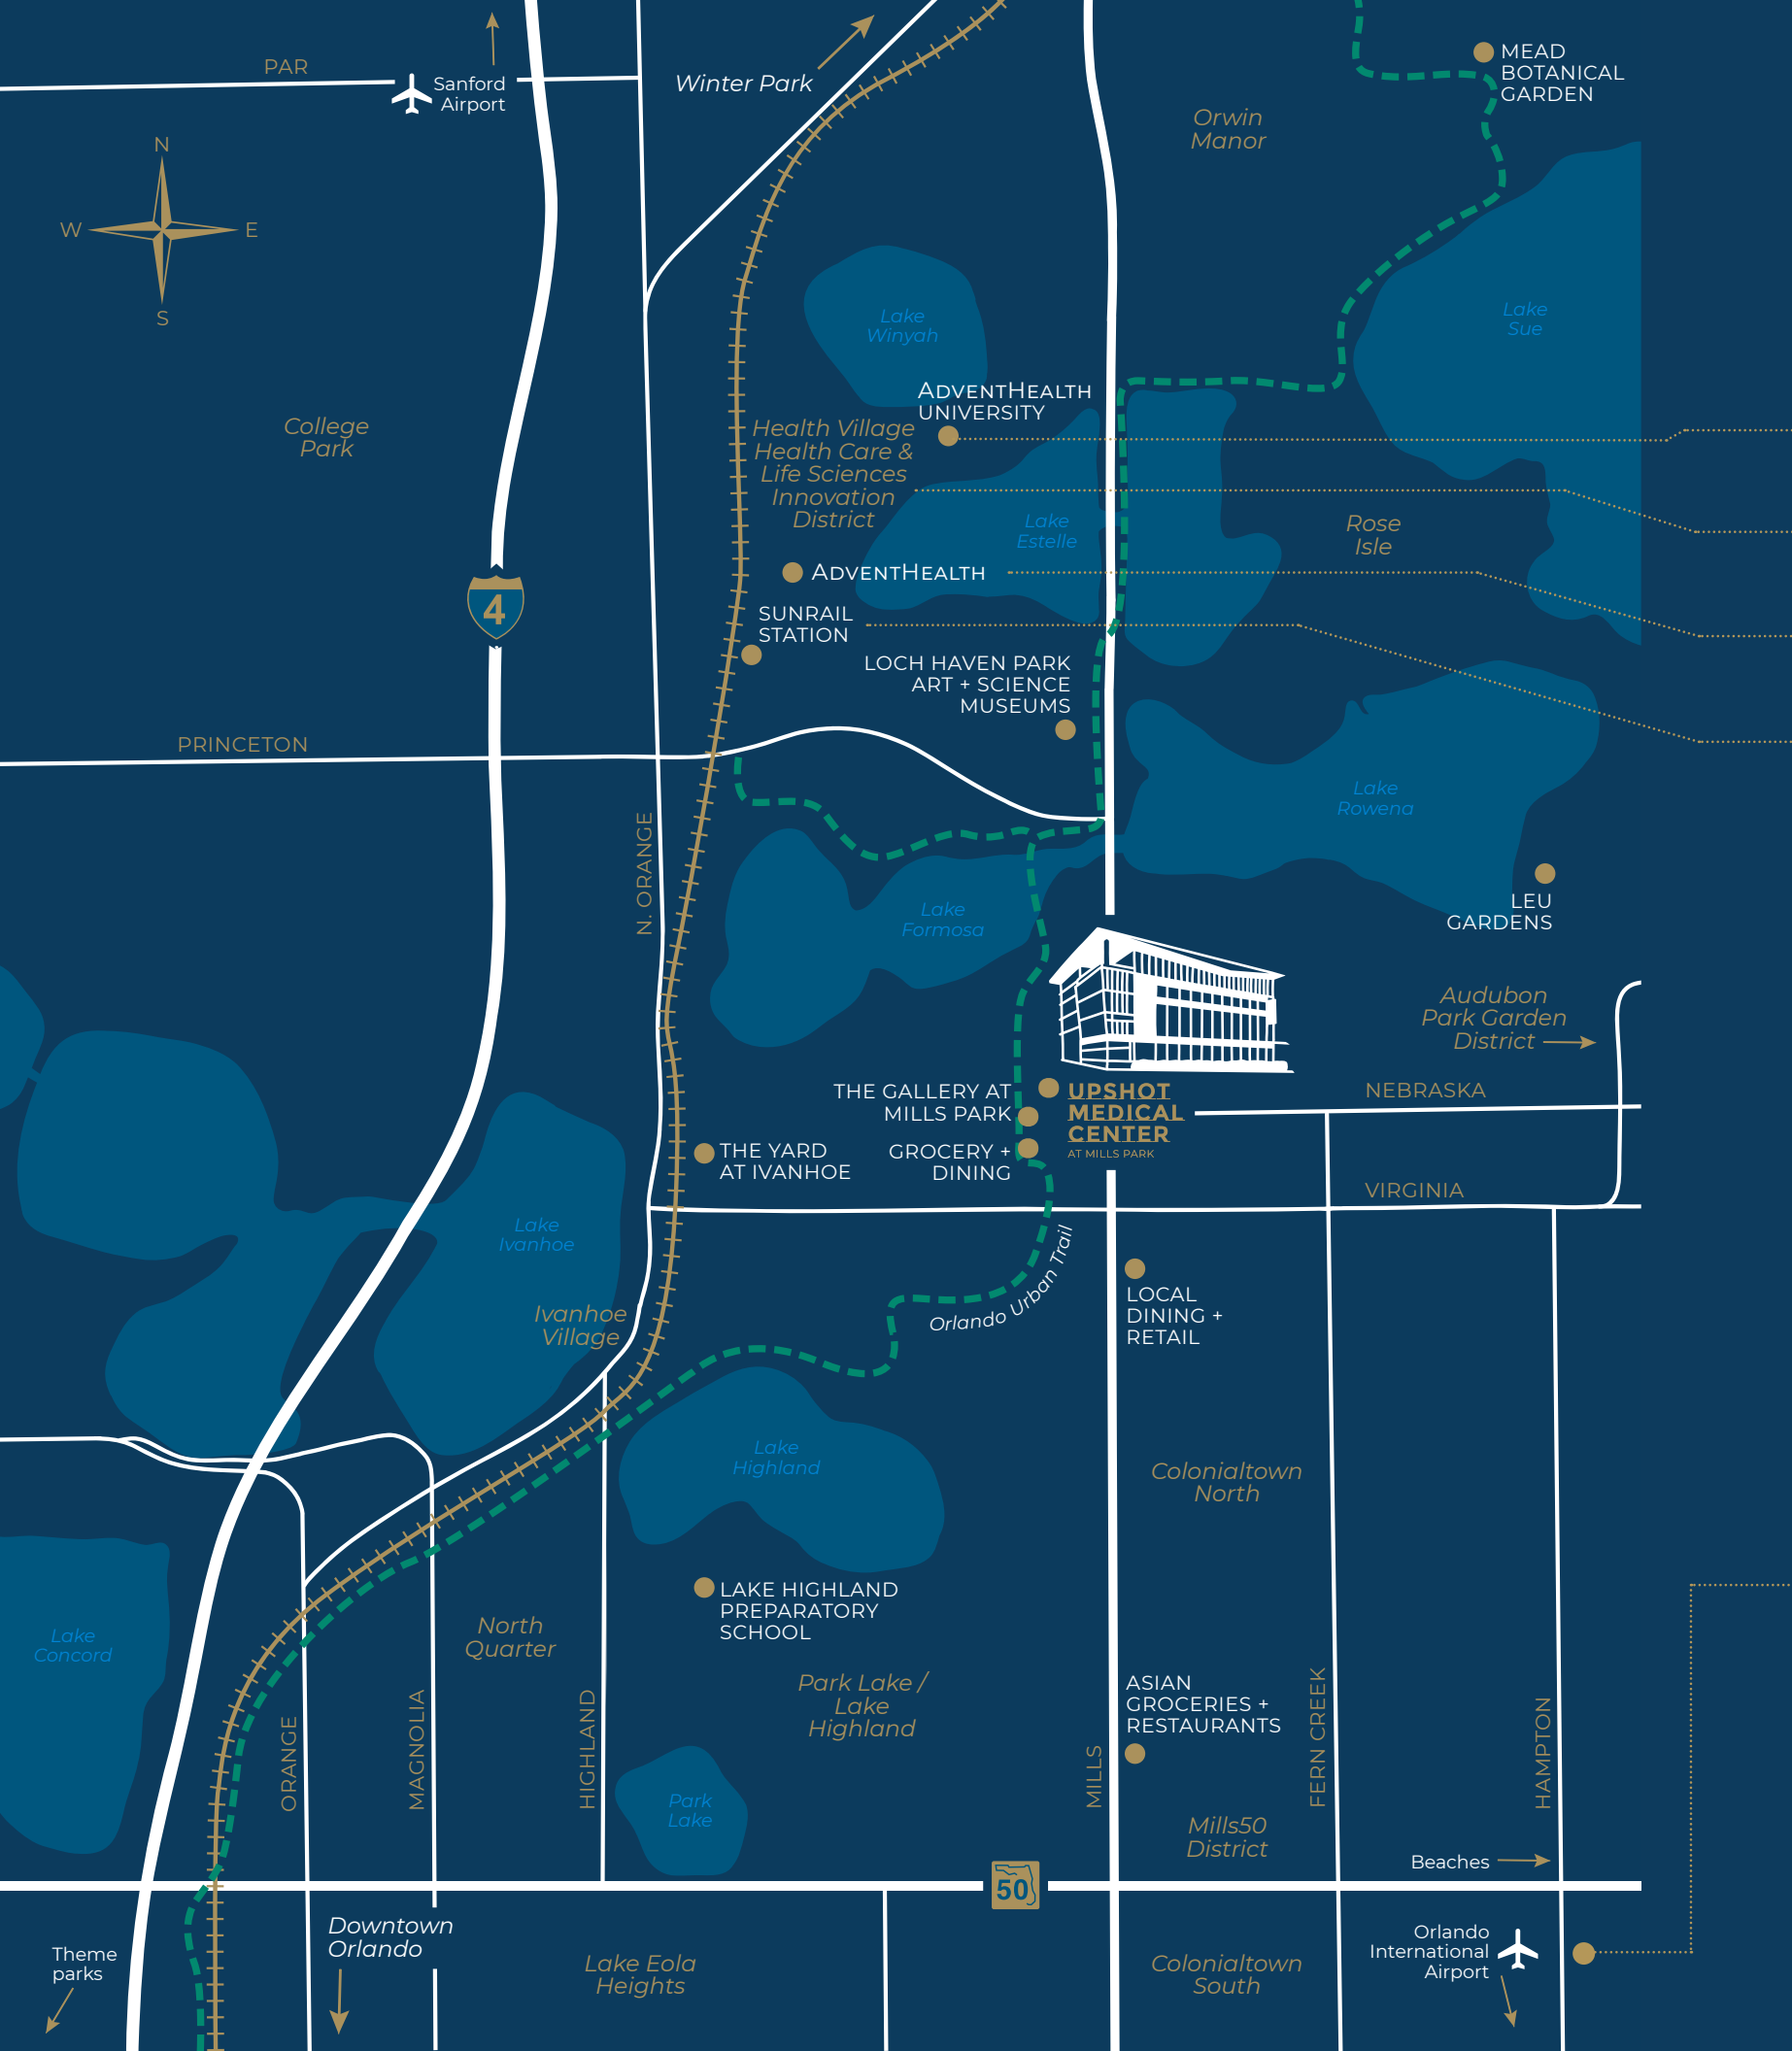 PAR
Sanford
Airport
Winter Park
MEAD
BOTANICAL
GARDEN
Orwin
Manor
N
W
E
S
Lake
Winyah
Lake
Sue
College
Park
ADVENTHEALTH
UNIVERSITY
Health Village
Health Care &
Life Sciences
Innovation
District
Lake
Estelle
Rose
Isle
ADVENTHEALTH
4
SUNRAIL
STATION
LOCH HAVEN PARK
ART + SCIENCE
MUSEUMS
PRINCETON
Lake
Rowena
N. ORANGE
Lake
Formosa
LEU
GARDENS
Audubon
Park Garden
District
NEBRASKA
THE GALLERY AT
MILLS PARK
UPSHOT
MEDICAL
CENTER
AT MILLS PARK
THE YARD
AT IVANHOE
GROCERY +
DINING
VIRGINIA
Lake
Ivanhoe
Orlando Urban Trail
LOCAL
DINING +
RETAIL
Ivanhoe
Village
Lake
Highland
Colonialtown
North
LAKE HIGHLAND
PREPARATORY
SCHOOL
North
Quarter
Lake
Concord
Park Lake /
Lake
Highland
ASIAN
GROCERIES +
RESTAURANTS
ORANGE
MAGNOLIA
HIGHLAND
MILLS
FERN CREEK
HAMPTON
Park
Lake
Mills50
District
Beaches
50
Downtown
Orlando
Theme
parks
Lake Eola
Heights
Colonialtown
South
Orlando
International
Airport